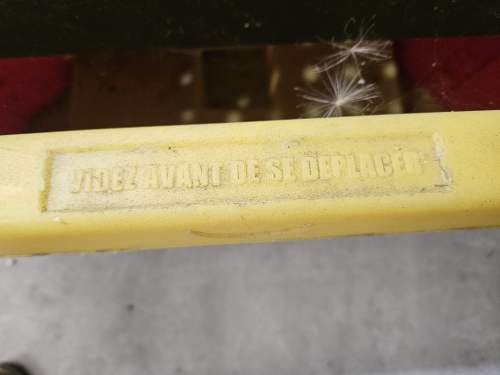 VIDEZ AVANT DE SE DEPLACER